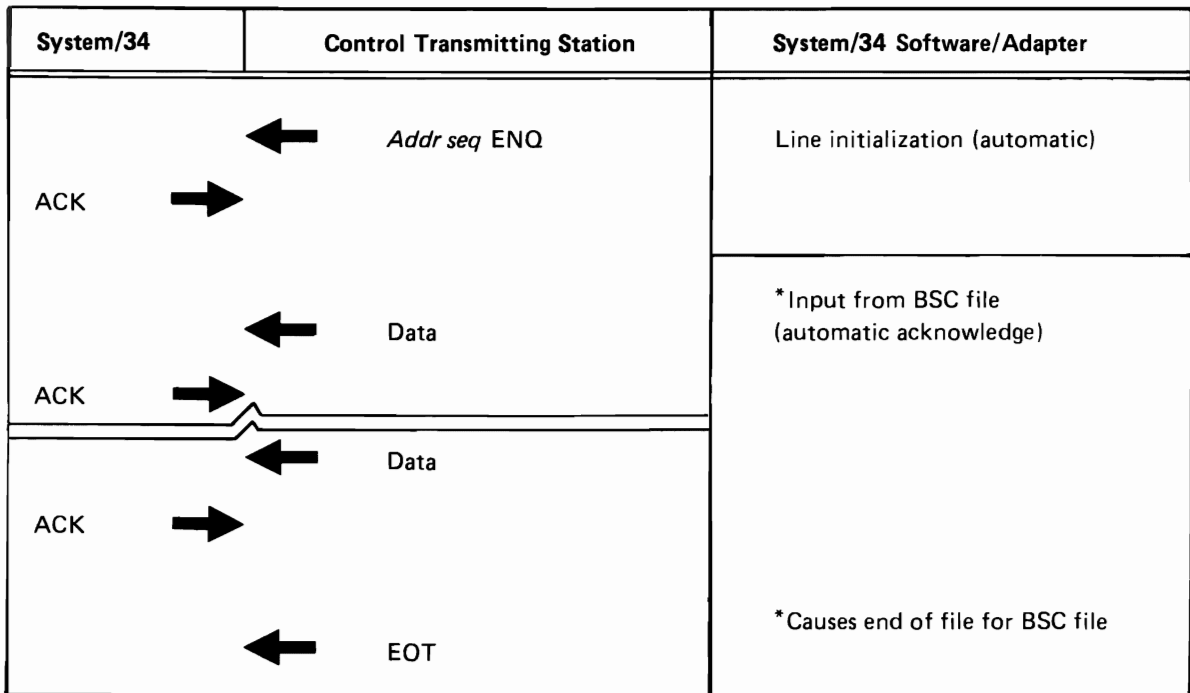 System/34 Control Transmitting Station System/34 Software/Adapter
Addr seq ENQ Line initialization (automatic)
ACK
*Input from BSC file
Data (automatic acknowledge)
ACK
Data
ACK
*Causes end of file for BSC file
EOT